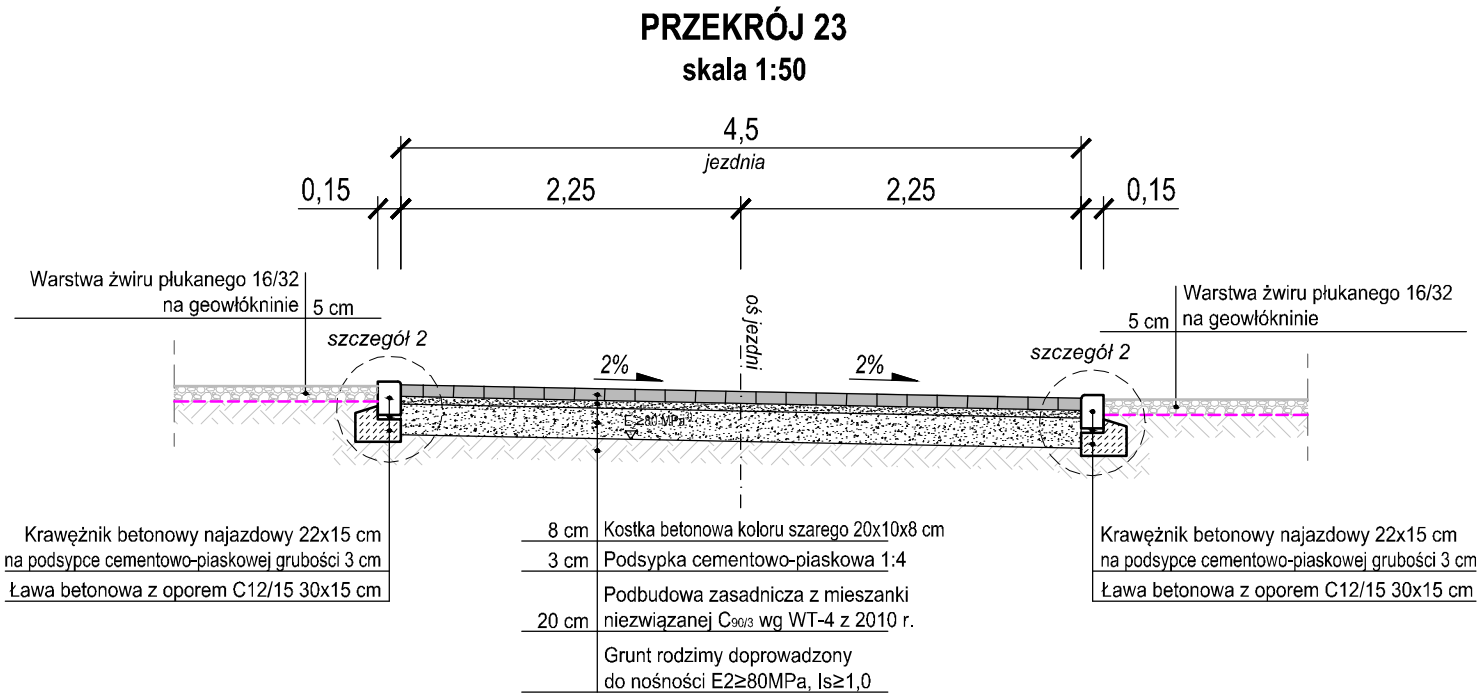 PRZEKRÓJ 23
skala 1:50
4,5
jezdnia
0,15
2,25
2,25
0,15
Warstwa żwiru płukanego 16/32
na geowłókninie
5 cm
szczegół 2
2%
oś jezdni
2%
szczegół 2
5 cm
Warstwa żwiru płukanego 16/32
na geowłókninie
E₂≥80 MPa
Krawężnik betonowy najazdowy 22x15 cm
na podsypce cementowo-piaskowej grubości 3 cm
Ława betonowa z oporem C12/15 30x15 cm
8 cm Kostka betonowa koloru szarego 20x10x8 cm
3 cm Podsypka cementowo-piaskowa 1:4
Podbudowa zasadnicza z mieszanki
20 cm niezwiązanej C90/3 wg WT-4 z 2010 r.
Grunt rodzimy doprowadzony
do nośności E2≥80MPa, Is≥1,0
Krawężnik betonowy najazdowy 22x15 cm
na podsypce cementowo-piaskowej grubości 3 cm
Ława betonowa z oporem C12/15 30x15 cm